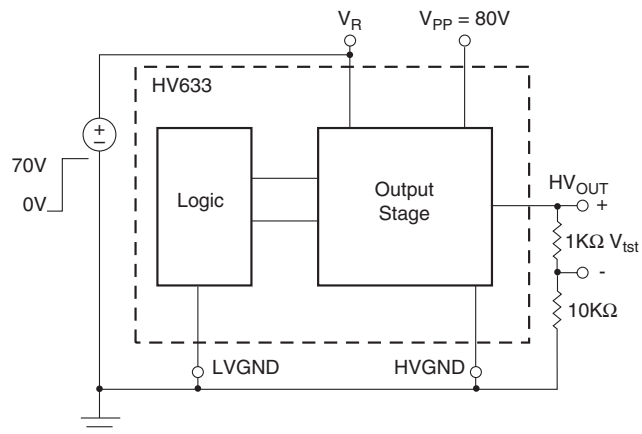 V_R
V_PP = 80V
HV633
+
−
70V
0V
Logic
Output
Stage
HV_OUT
+
1KΩ V_tst
-
10KΩ
LVGND
HVGND